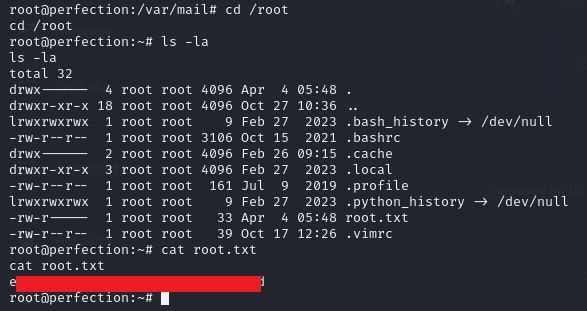 root@perfection:/var/mail# cd /root
cd /root
root@perfection:~# ls -la
ls -la
total 32
drwx------  4 root root 4096 Apr  4 05:48 .
drwxr-xr-x 18 root root 4096 Oct 27 10:36 ..
lrwxrwxrwx  1 root root    9 Feb 27  2023 .bash_history -> /dev/null
-rw-r--r--  1 root root 3106 Oct 15  2021 .bashrc
drwx------  2 root root 4096 Feb 26 09:15 .cache
drwxr-xr-x  3 root root 4096 Feb 27  2023 .local
-rw-r--r--  1 root root  161 Jul  9  2019 .profile
lrwxrwxrwx  1 root root    9 Feb 27  2023 .python_history -> /dev/null
-rw-r-----  1 root root   33 Apr  4 05:48 root.txt
-rw-r--r--  1 root root   39 Oct 17 12:26 .vimrc
root@perfection:~# cat root.txt
cat root.txt
root@perfection:~#